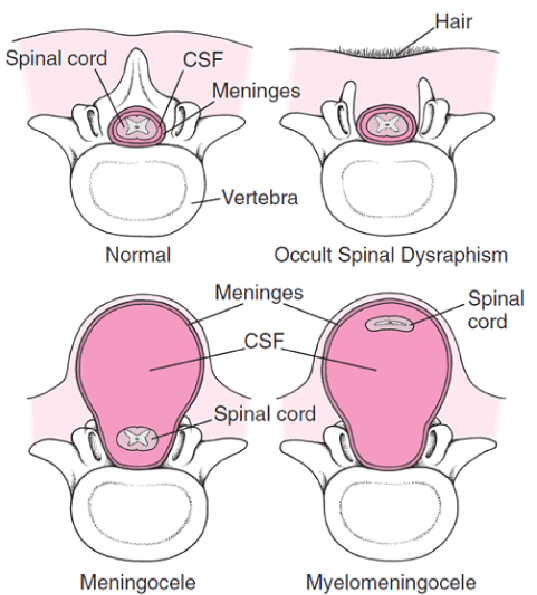 Hair
Spinal cord
CSF
Meninges
Vertebra
Normal
Occult Spinal Dysraphism
Meninges
Spinal
cord
CSF
Spinal cord
Meningocele
Myelomeningocele